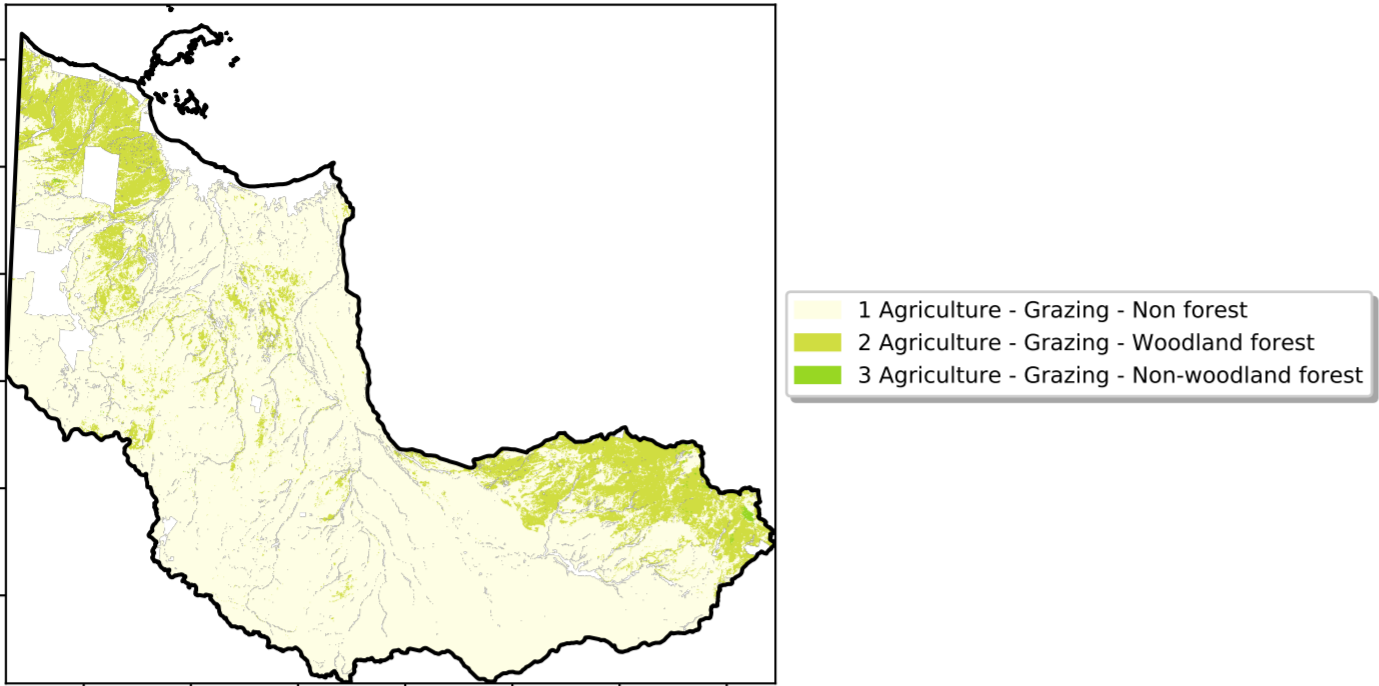 1 Agriculture - Grazing - Non forest
2 Agriculture - Grazing - Woodland forest
3 Agriculture - Grazing - Non-woodland forest